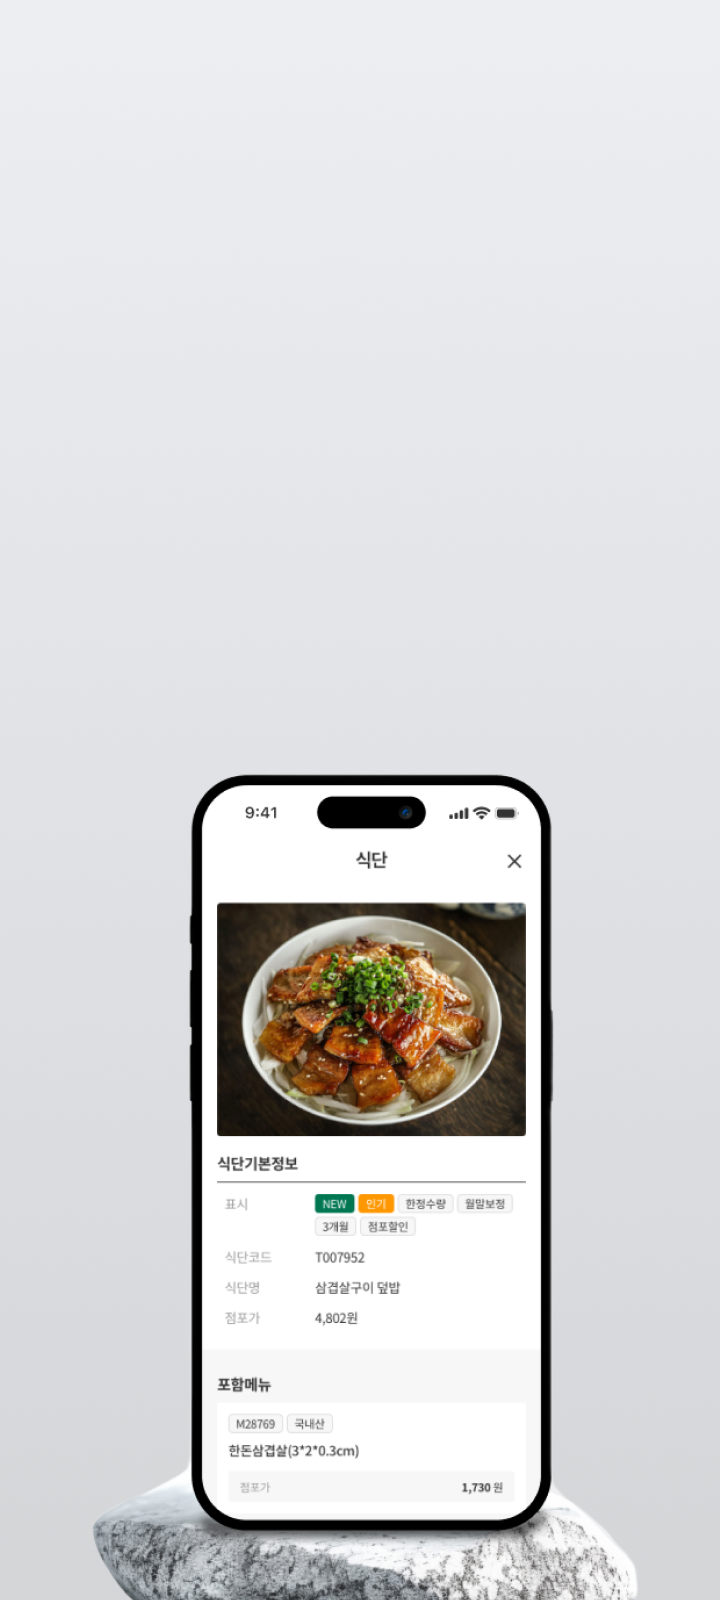 9:41
식단
식단기본정보
표시 NEW 인기 한정수량 월말보정
3개월 점포할인
식단코드 T007952
식단명 삼겹살구이 덮밥
점포가 4,802원
포함메뉴
M28769 국내산
한돈삼겹살(3*2*0.3cm)
점포가 1,730 원